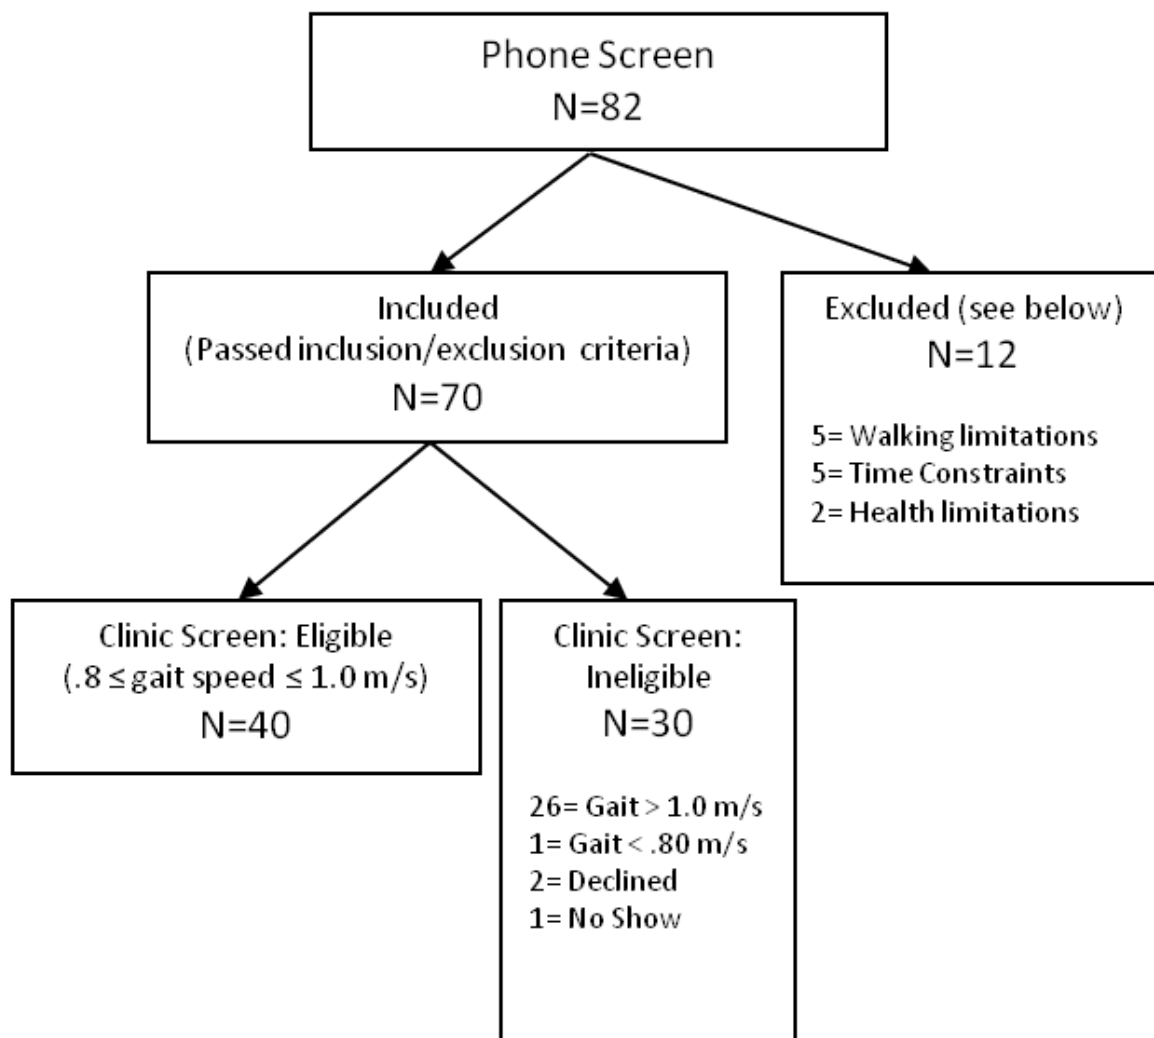 Phone Screen
N=82
Included
(Passed inclusion/exclusion criteria)
N=70
Excluded (see below)
N=12
5= Walking limitations
5= Time Constraints
2= Health limitations
Clinic Screen: Eligible
(.8 ≤ gait speed ≤ 1.0 m/s)
N=40
Clinic Screen:
Ineligible
N=30
26= Gait > 1.0 m/s
1= Gait < .80 m/s
2= Declined
1= No Show